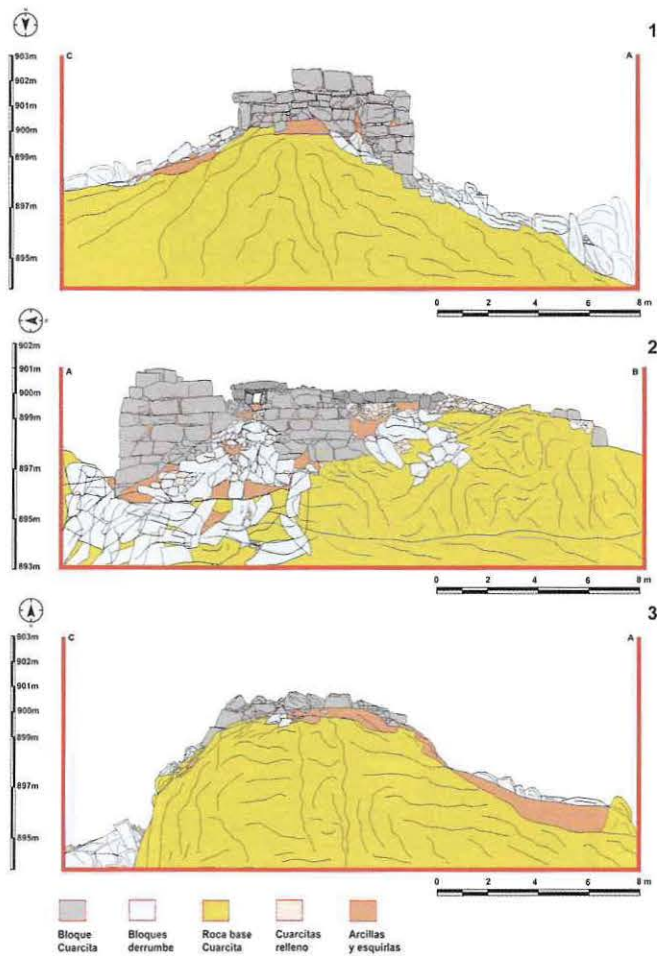 1
903m
C
A
902m
901m
900m
899m
897m
895m
0 2 4 6 8 m
2
902m
901m
A
B
900m
899m
897m
895m
893m
0 2 4 6 8 m
3
903m
C
A
902m
901m
900m
899m
897m
895m
0 2 4 6 8 m
Bloque Bloques Roca base Cuarcitas Arcillas
Cuarcita derrumbe Cuarcita relleno y esquirlas